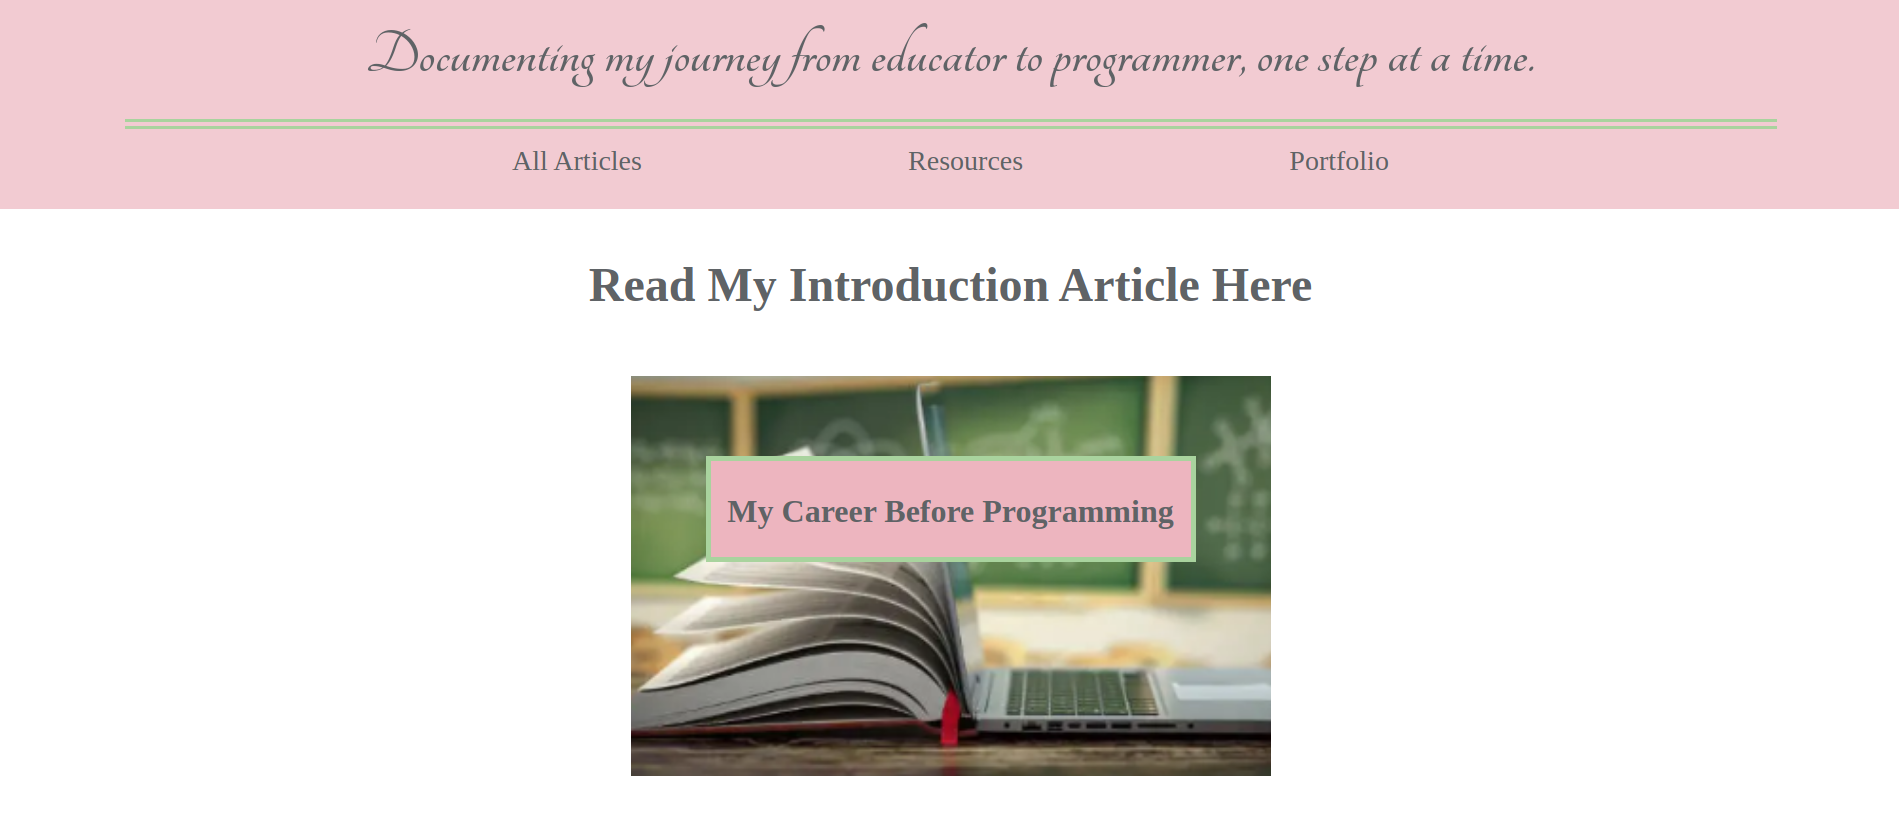 Documenting my journey from educator to programmer, one step at a time.
All Articles Resources Portfolio
Read My Introduction Article Here
My Career Before Programming